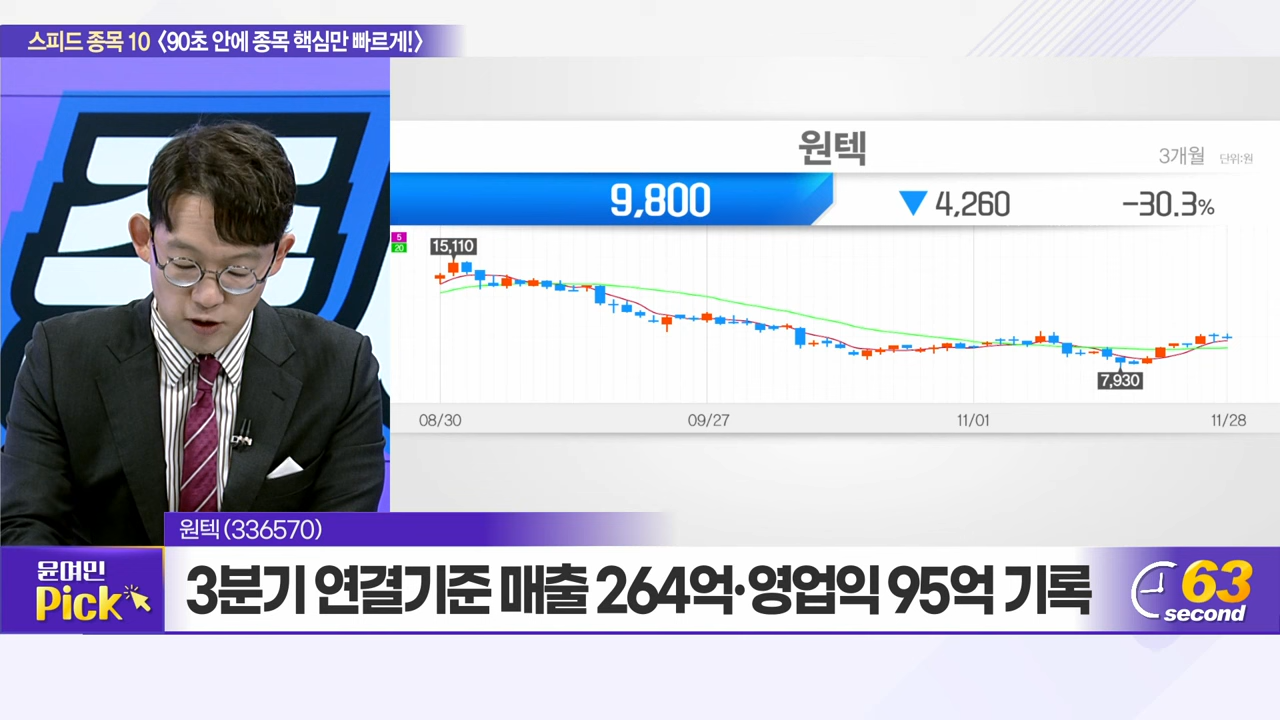 스피드 종목 10 〈90초 안에 종목 핵심만 빠르게!〉
원텍
3개월 단위:원
9,800 ▼4,260 -30.3%
5
20
15,110
7,930
08/30 09/27 11/01 11/28
원텍(336570)
윤여민
Pick
3분기 연결기준 매출 264억·영업익 95억 기록
63
second